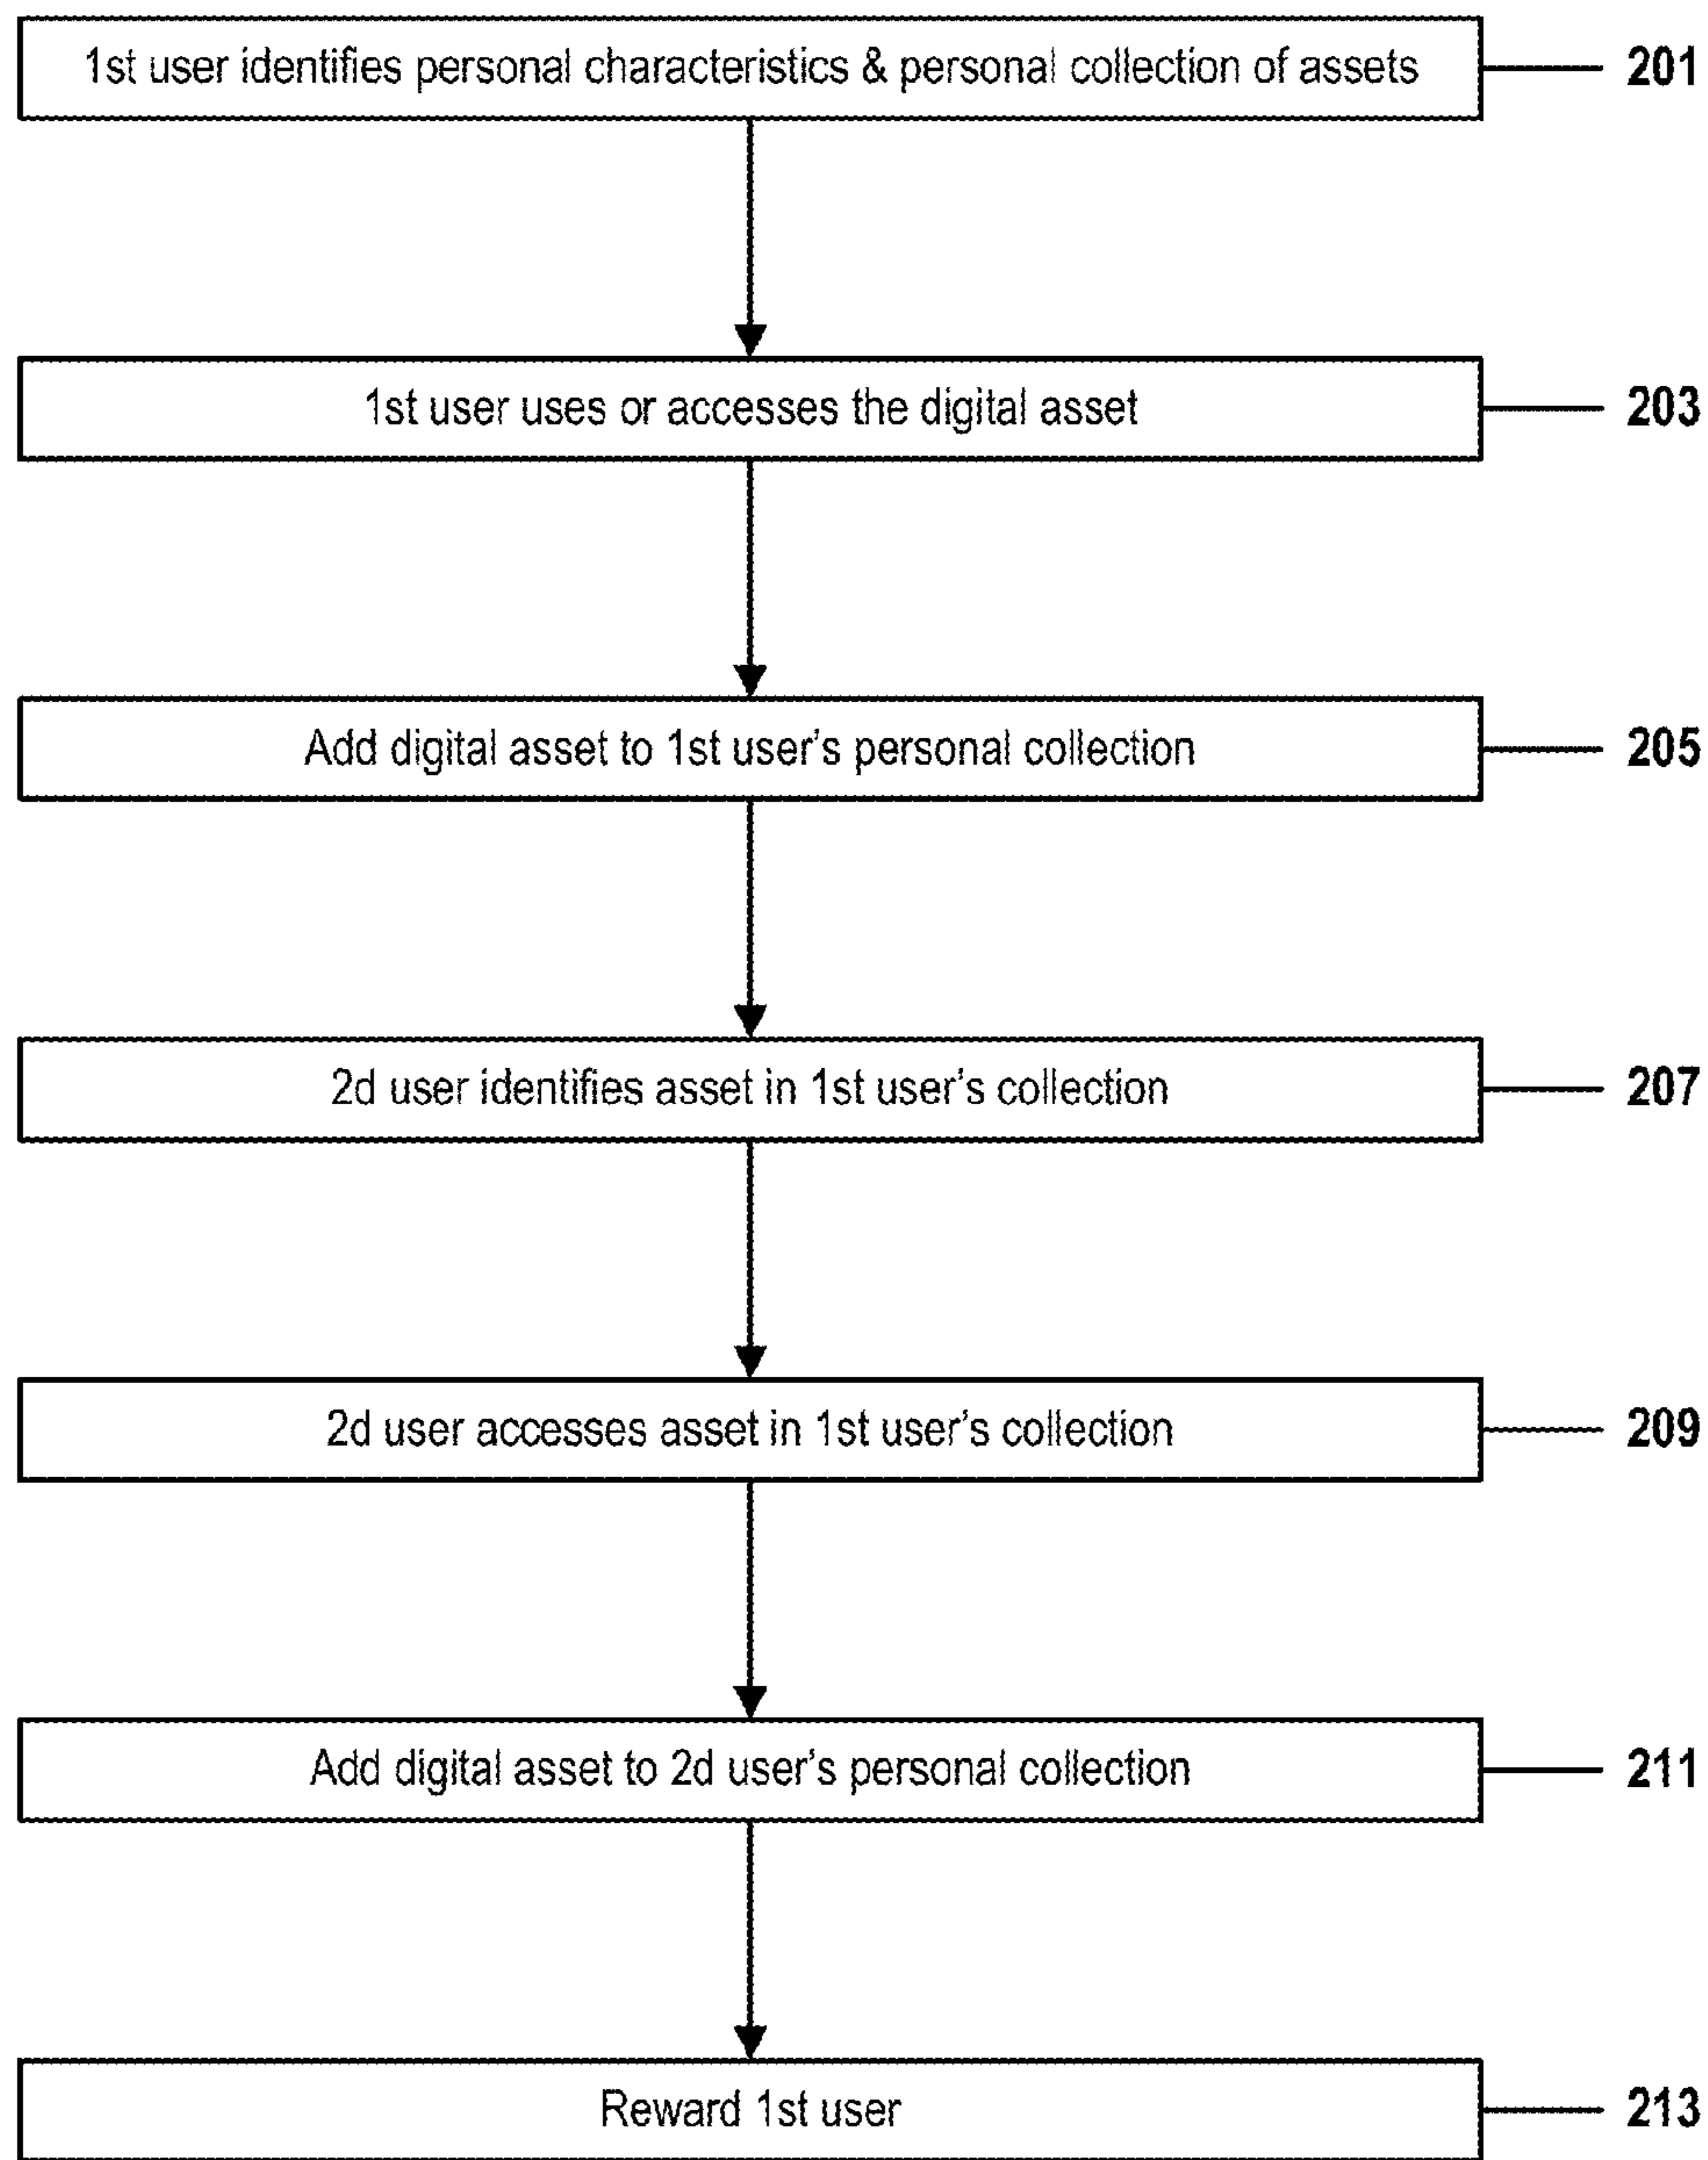 1st user identifies personal characteristics & personal collection of assets 201
1st user uses or accesses the digital asset 203
Add digital asset to 1st user's personal collection 205
2d user identifies asset in 1st user's collection 207
2d user accesses asset in 1st user's collection 209
Add digital asset to 2d user's personal collection 211
Reward 1st user 213